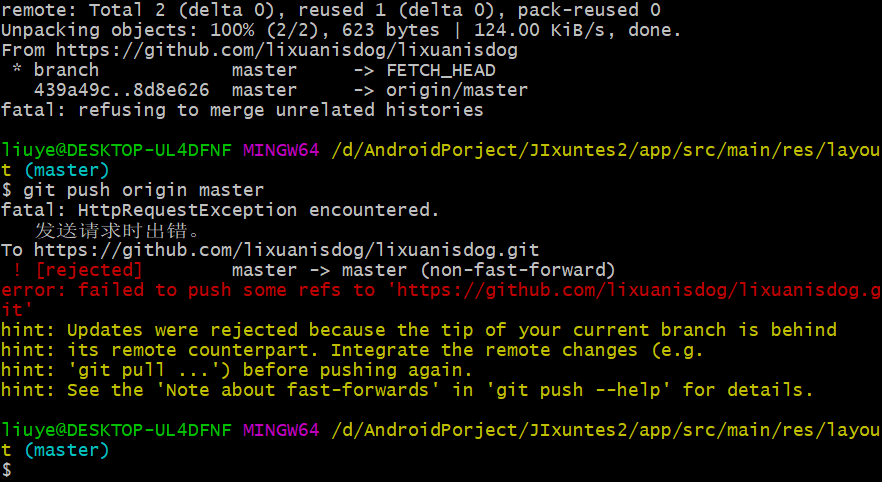 remote: Total 2 (delta 0), reused 1 (delta 0), pack-reused 0
Unpacking objects: 100% (2/2), 623 bytes | 124.00 KiB/s, done.
From https://github.com/lixuanisdog/lixuanisdog
 * branch            master     -> FETCH_HEAD
   439a49c..8d8e626  master     -> origin/master
fatal: refusing to merge unrelated histories
liuye@DESKTOP-UL4DFNF MINGW64 /d/AndroidPorject/JIxuntes2/app/src/main/res/layou
t (master)
$ git push origin master
fatal: HttpRequestException encountered.
   发送请求时出错。
To https://github.com/lixuanisdog/lixuanisdog.git
 ! [rejected]        master -> master (non-fast-forward)
error: failed to push some refs to 'https://github.com/lixuanisdog/lixuanisdog.g
it'
hint: Updates were rejected because the tip of your current branch is behind
hint: its remote counterpart. Integrate the remote changes (e.g.
hint: 'git pull ...') before pushing again.
hint: See the 'Note about fast-forwards' in 'git push --help' for details.
liuye@DESKTOP-UL4DFNF MINGW64 /d/AndroidPorject/JIxuntes2/app/src/main/res/layou
t (master)
$